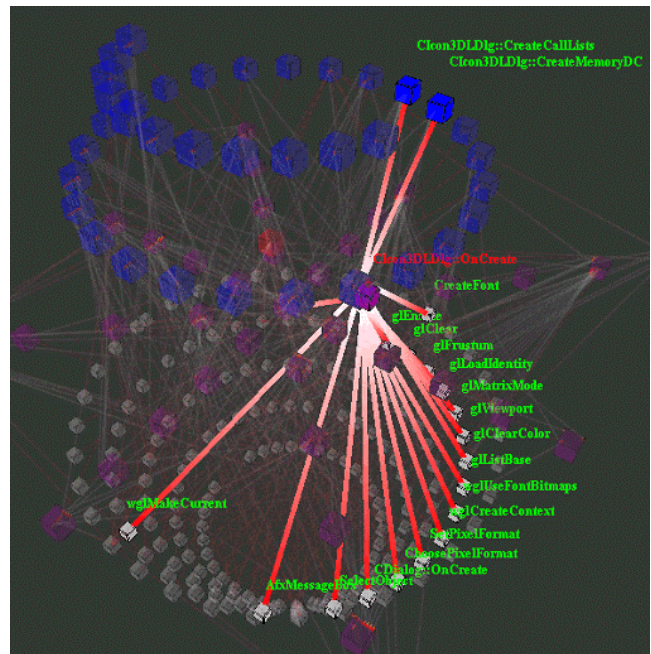 CIcon3DLDlg::CreateCallLists
CIcon3DLDlg::CreateMemoryDC
CIcon3DLDlg::OnCreate
CreateFont
glEnable
glClear
glFrustum
glLoadIdentity
glMatrixMode
glViewport
glClearColor
glListBase
wglUseFontBitmaps
wglCreateContext
SetPixelFormat
ChoosePixelFormat
CDialog::OnCreate
SelectObject
AfxMessageBox
wglMakeCurrent